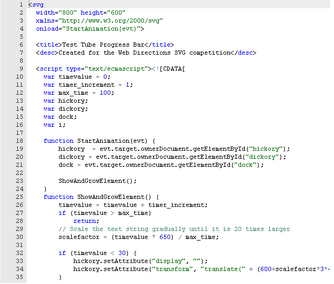 1 <svg
2 width="800" height="600"
3 xmlns="http://www.w3.org/2000/svg"
4 onload="StartAnimation(evt)">
5
6 <title>Test Tube Progress Bar</title>
7 <desc>Created for the Web Directions SVG competition</desc>
8
9 <script type="text/ecmascript"><![CDATA[
10 var timevalue = 0;
11 var timer_increment = 1;
12 var max_time = 100;
13 var hickory;
14 var dickory;
15 var dock;
16 var i;
17
18 function StartAnimation(evt) {
19 hickory = evt.target.ownerDocument.getElementById("hickory");
20 dickory = evt.target.ownerDocument.getElementById("dickory");
21 dock = evt.target.ownerDocument.getElementById("dock");
22
23 ShowAndGrowElement();
24 }
25 function ShowAndGrowElement() {
26 timevalue = timevalue + timer_increment;
27 if (timevalue > max_time)
28 return;
29 // Scale the text string gradually until it is 20 times larger
30 scalefactor = (timevalue * 650) / max_time;
31
32 if (timevalue < 30) {
33 hickory.setAttribute("display", "");
34 hickory.setAttribute("transform", "translate(" + (600+scalefactor*3*-
35 }